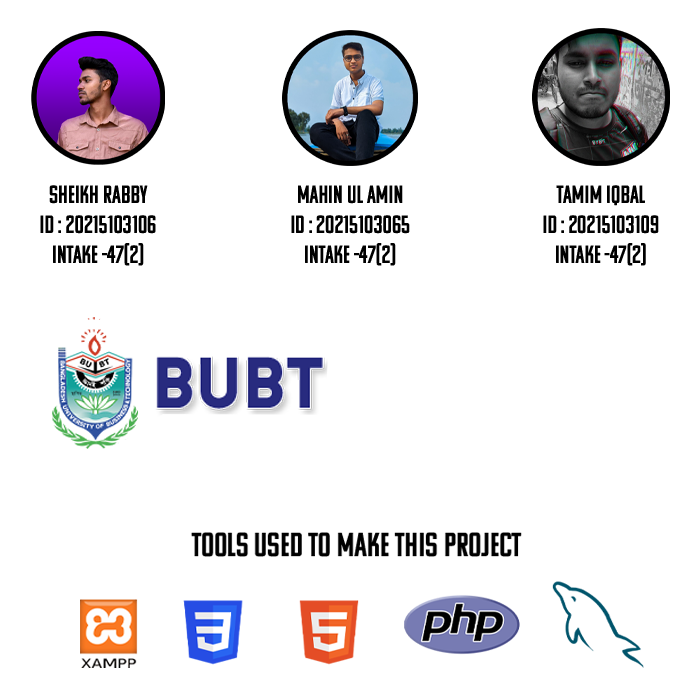 SHEIKH RABBY
ID : 20215103106
INTAKE -47(2)
MAHIN UL AMIN
ID : 20215103065
INTAKE -47(2)
TAMIM IQBAL
ID : 20215103109
INTAKE -47(2)
BUBT
BANGLADESH UNIVERSITY OF BUSINESS & TECHNOLOGY
BUBT
TOOLS USED TO MAKE THIS PROJECT
XAMPP
3
5
php